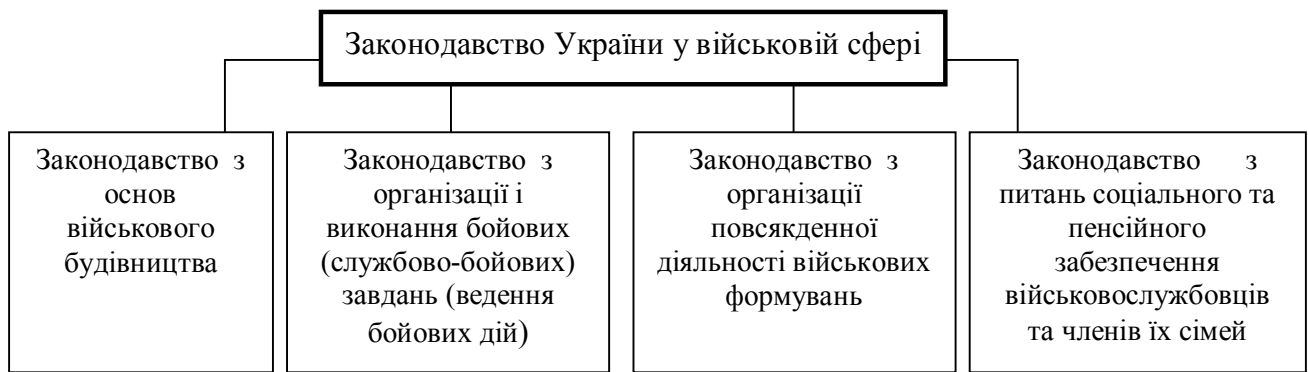 Законодавство України у військовій сфері
Законодавство з
основ
військового
будівництва
Законодавство з
організації і
виконання бойових
(службово-бойових)
завдань (ведення
бойових дій)
Законодавство з
організації
повсякденної
діяльності військових
формувань
Законодавство з
питань соціального та
пенсійного
забезпечення
військовослужбовців
та членів їх сімей